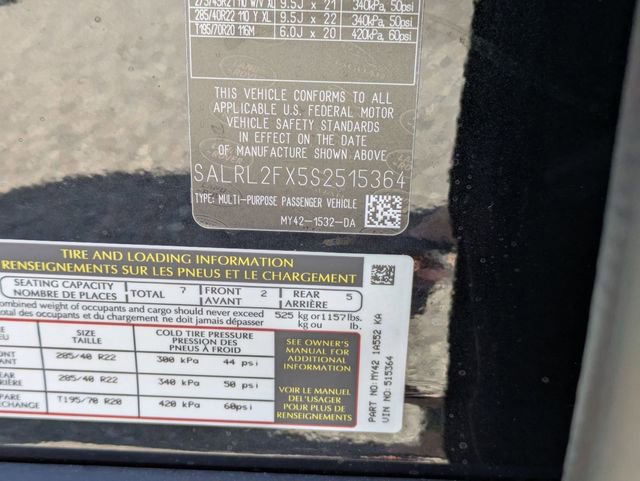 275/45R21 110 W/V XL 9.5J x 21 340kPa, 50psi
285/40R22 110 Y XL 9.5J x 22 340kPa, 50psi
T195/70R20 116M 6.0J x 20 420kPa, 60psi
THIS VEHICLE CONFORMS TO ALL
APPLICABLE U.S. FEDERAL MOTOR
VEHICLE SAFETY STANDARDS
IN EFFECT ON THE DATE
OF MANUFACTURE SHOWN ABOVE
SALRL2FX5S2515364
TYPE: MULTI-PURPOSE PASSENGER VEHICLE
MY42-1532-DA
TIRE AND LOADING INFORMATION
RENSEIGNEMENTS SUR LES PNEUS ET LE CHARGEMENT
SEATING CAPACITY
NOMBRE DE PLACES
TOTAL 7
FRONT 2
AVANT
REAR 5
ARRIÈRE
combined weight of occupants and cargo should never exceed 525 kg or 1157 lbs.
total des occupants et du chargement ne doit jamais dépasser kg ou lb.
SIZE
TAILLE
COLD TIRE PRESSURE
PRESSION DES
PNEUS À FROID
285/40 R22 300 kPa 44 psi
285/40 R22 340 kPa 50 psi
T195/70 R20 420 kPa 60psi
SEE OWNER'S
MANUAL FOR
ADDITIONAL
INFORMATION
VOIR LE MANUEL
DEL'USAGER
POUR PLUS DE
RENSEIGNEMENTS
PART NO: MY42 1A552 KA
VIN NO: 515364